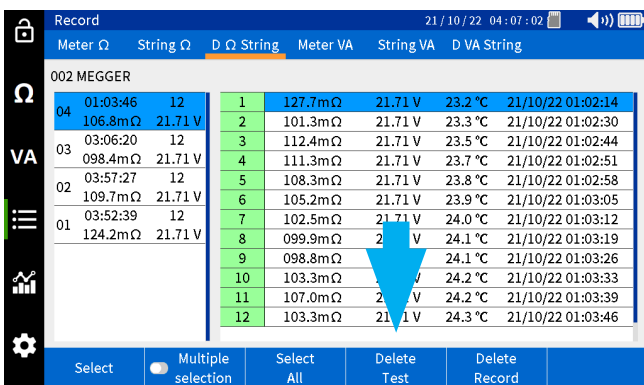 Record 21/10/22 04:07:02
Meter Ω String Ω D Ω String Meter VA String VA D VA String
002 MEGGER
Ω
VA
04 01:03:46 12
106.8mΩ 21.71 V
03 03:06:20 12
098.4mΩ 21.71 V
02 03:57:27 12
109.7mΩ 21.71 V
01 03:52:39 12
124.2mΩ 21.71 V
1 127.7mΩ 21.71 V 23.2 °C 21/10/22 01:02:14
2 101.3mΩ 21.71 V 23.3 °C 21/10/22 01:02:30
3 112.4mΩ 21.71 V 23.5 °C 21/10/22 01:02:44
4 111.3mΩ 21.71 V 23.7 °C 21/10/22 01:02:51
5 108.3mΩ 21.71 V 23.8 °C 21/10/22 01:02:58
6 105.2mΩ 21.71 V 23.9 °C 21/10/22 01:03:05
7 102.5mΩ 21.71 V 24.0 °C 21/10/22 01:03:12
8 099.9mΩ V 24.1 °C 21/10/22 01:03:19
9 098.8mΩ 24.1 °C 21/10/22 01:03:26
10 103.3mΩ V 24.2 °C 21/10/22 01:03:33
11 107.0mΩ V 24.2 °C 21/10/22 01:03:39
12 103.3mΩ V 24.3 °C 21/10/22 01:03:46
Select
Multiple
selection
Select
All
Delete
Test
Delete
Record